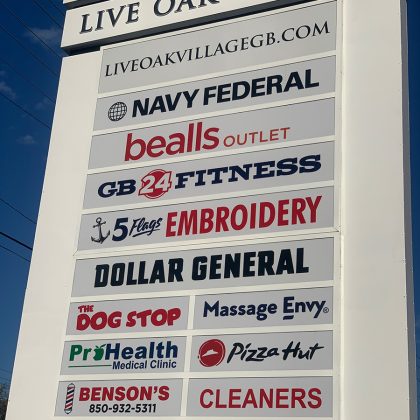 LIVE OAK
LIVEOAKVILLAGEGB.COM
NAVY FEDERAL
bealls OUTLET
GB 24 FITNESS
5 Flags EMBROIDERY
DOLLAR GENERAL
THE DOG STOP
Massage Envy®
ProHealth
Medical Clinic
Pizza Hut
BENSON'S
850-932-5311
CLEANERS